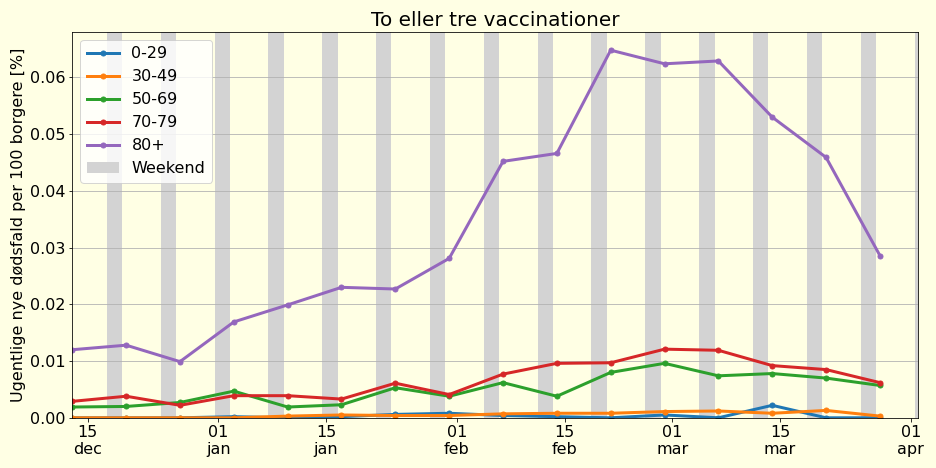 To eller tre vaccinationer
Ugentlige nye dødsfald per 100 borgere [%]
0-29
30-49
50-69
70-79
80+
Weekend
0.06
0.05
0.04
0.03
0.02
0.01
0.00
15 01 15 01 15 01 15 01
dec jan jan feb feb mar mar apr